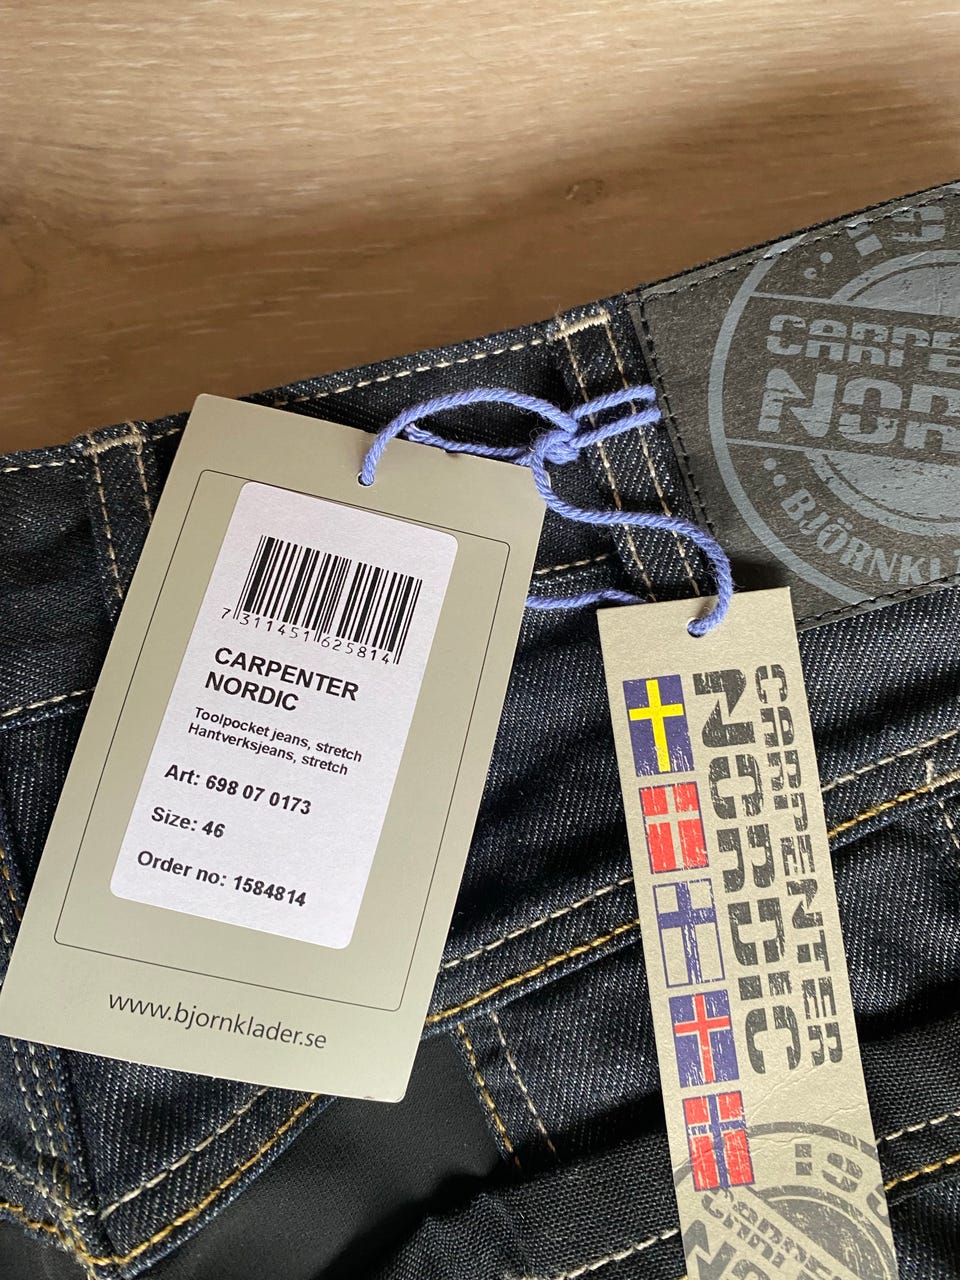 7 311451 625814
CARPENTER
NORDIC
Toolpocket jeans, stretch
Hantverksjeans, stretch
Art: 698 07 0173
Size: 46
Order no: 1584814
www.bjornklader.se
CARPENTER
NORDIC